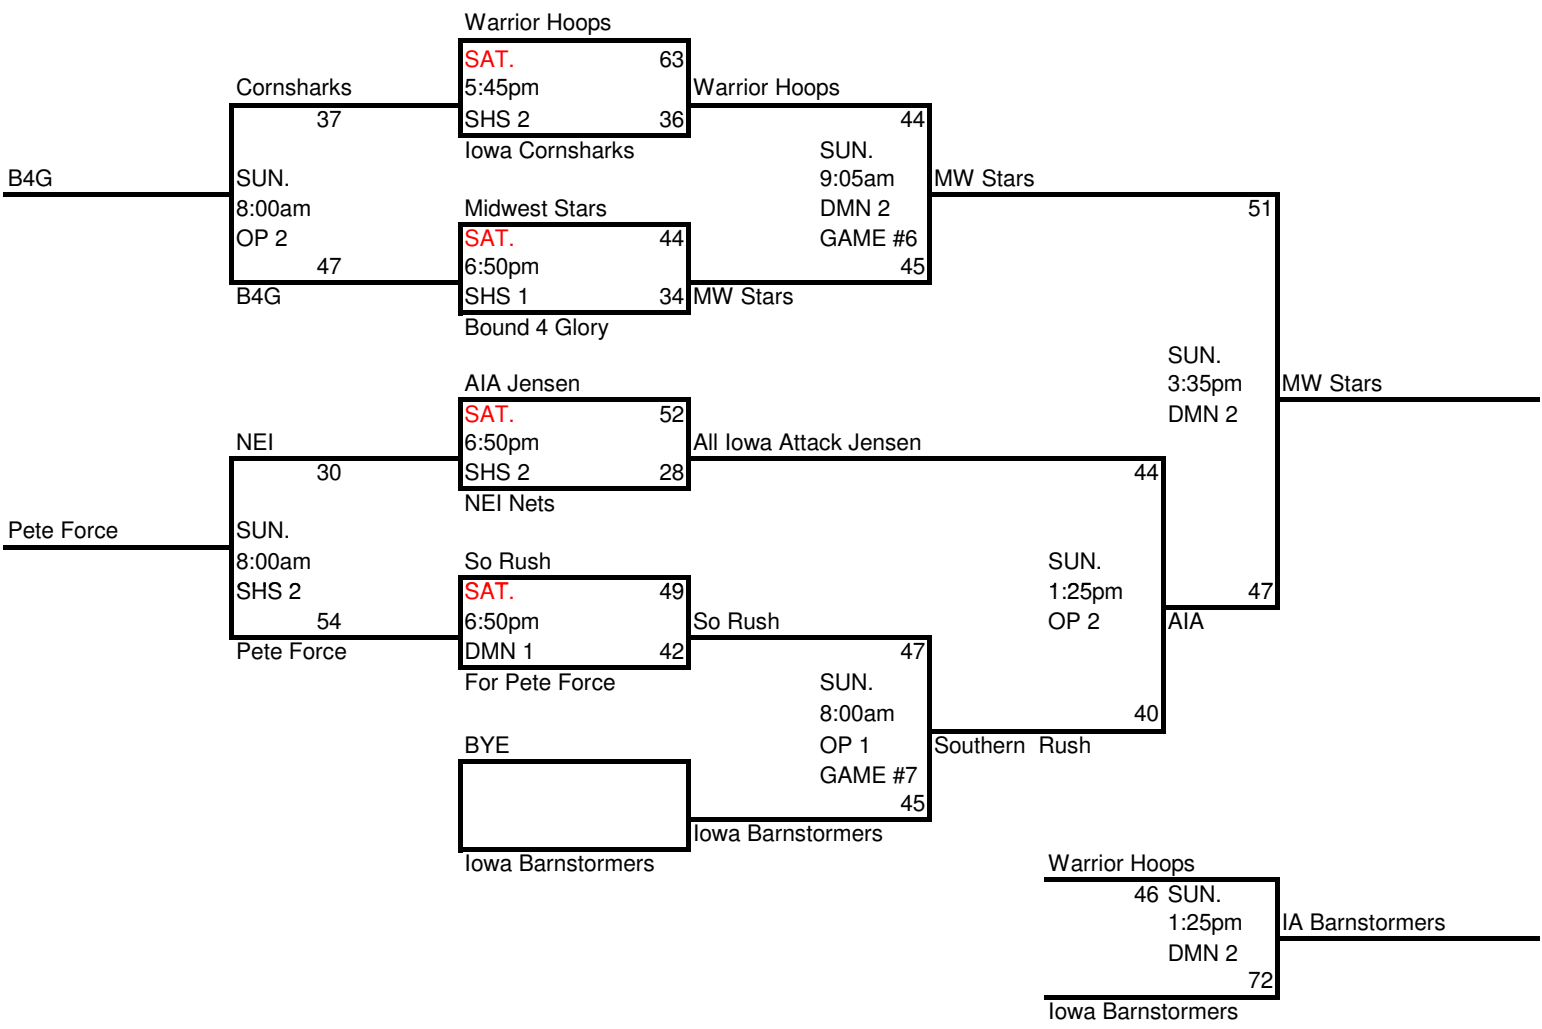 Warrior Hoops
SAT. 63
5:45pm
SHS 2 36
Iowa Cornsharks
Cornsharks
37
SUN.
8:00am
OP 2
47
B4G
B4G
Midwest Stars
SAT. 44
6:50pm
SHS 1 34
Bound 4 Glory
Warrior Hoops
44
SUN.
9:05am
DMN 2
GAME #6
45
MW Stars
MW Stars
51
SUN.
3:35pm
DMN 2
47
MW Stars
AIA Jensen
SAT. 52
6:50pm
SHS 2 28
NEI Nets
NEI
30
SUN.
8:00am
SHS 2
54
Pete Force
Pete Force
So Rush
SAT. 49
6:50pm
DMN 1 42
For Pete Force
All Iowa Attack Jensen
44
SUN.
1:25pm
OP 2
40
AIA
So Rush
47
SUN.
8:00am
OP 1
GAME #7
45
Southern Rush
BYE
Iowa Barnstormers
Iowa Barnstormers
Warrior Hoops
46 SUN.
1:25pm
DMN 2
72
Iowa Barnstormers
IA Barnstormers